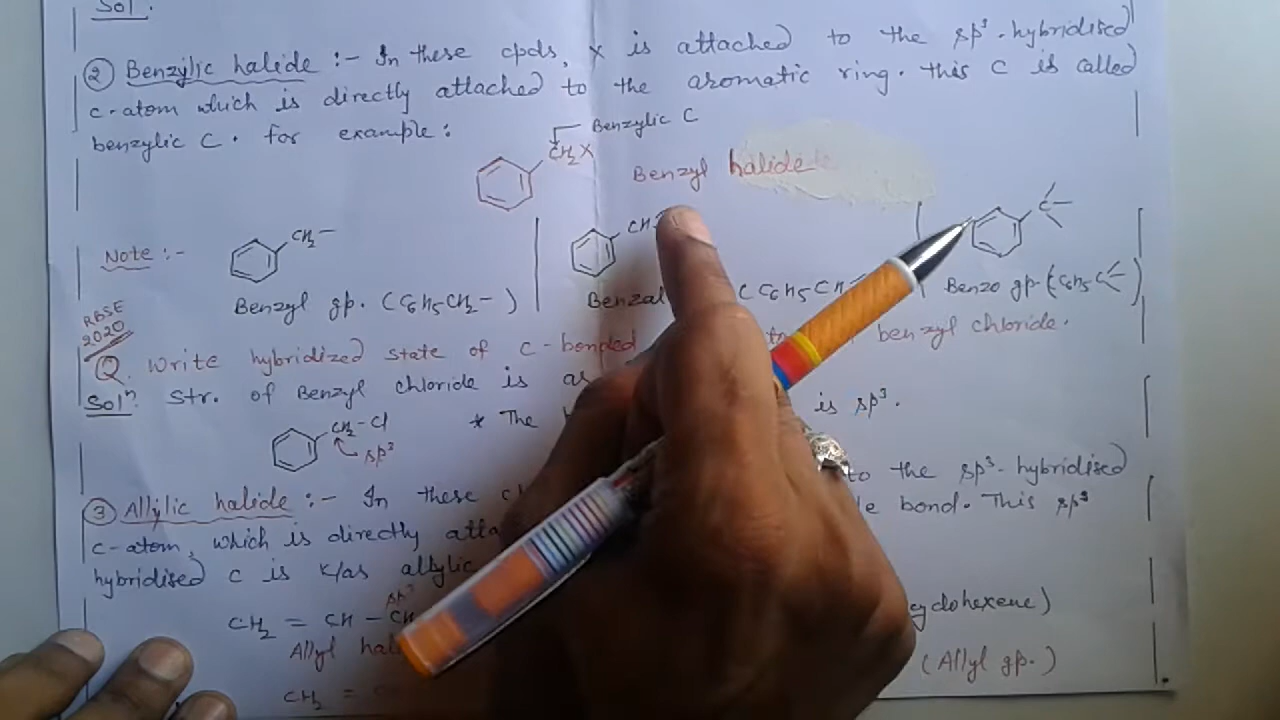 Sol.
② Benzylic halide :- In these cpds, x is attached to the sp³-hybridised
c-atom which is directly attached to the aromatic ring. this c is called
benzylic C. for example:
Benzylic C
CH₂X
Benzyl halide
Note :-
CH₂-
CH
C
Benzyl gp. (C₆H₅CH₂-)
Benzal
(C₆H₅CH
Benzo gp. (C₆H₅C
RBSE
2020
Q. Write hybridized state of C-bonded
benzyl chloride.
Solⁿ. Str. of Benzyl chloride is as
CH₂-Cl
sp³
* The
is sp³.
③ Allylic halide :- In these
to the sp³-hybridised
c-atom, which is directly atta
bond. This sp³
hybridised c is k/as allylic
sp³
CH₂ = CH - CH
cyclohexene)
Allyl hal
(Allyl gp.)
CH₂ =